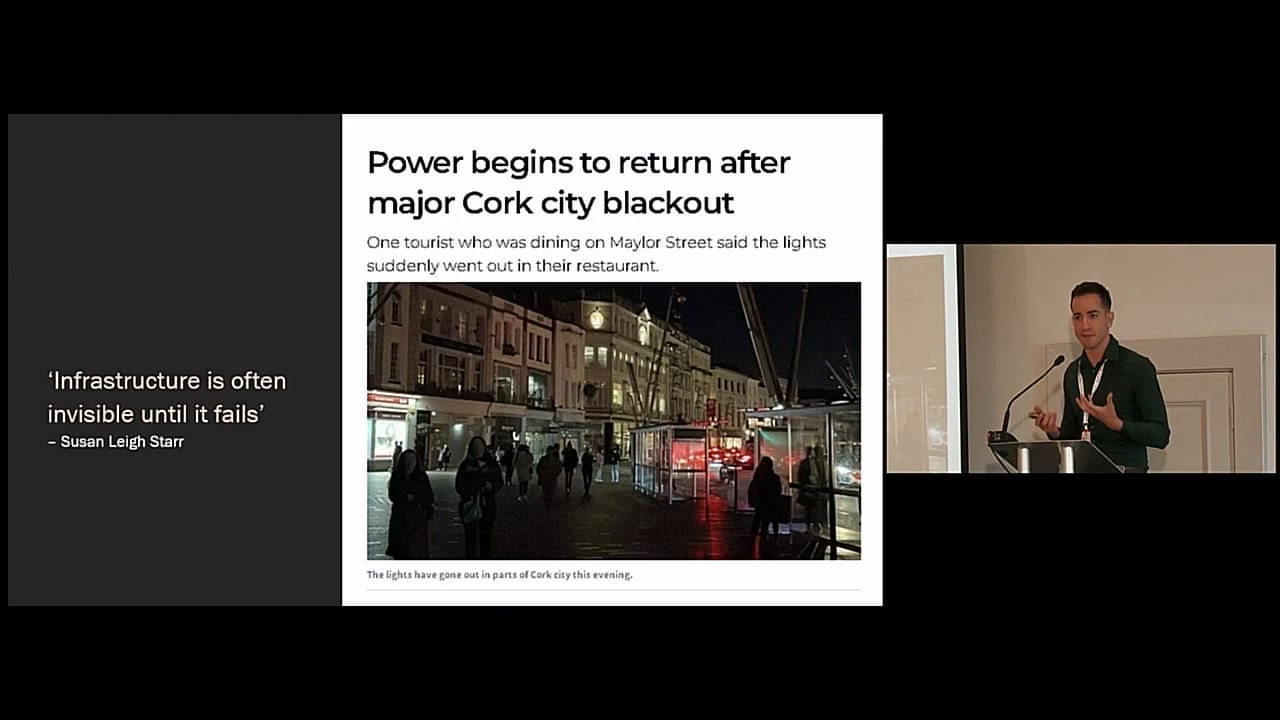 ‘Infrastructure is often
invisible until it fails’
– Susan Leigh Starr
Power begins to return after
major Cork city blackout
One tourist who was dining on Maylor Street said the lights
suddenly went out in their restaurant.
The lights have gone out in parts of Cork city this evening.